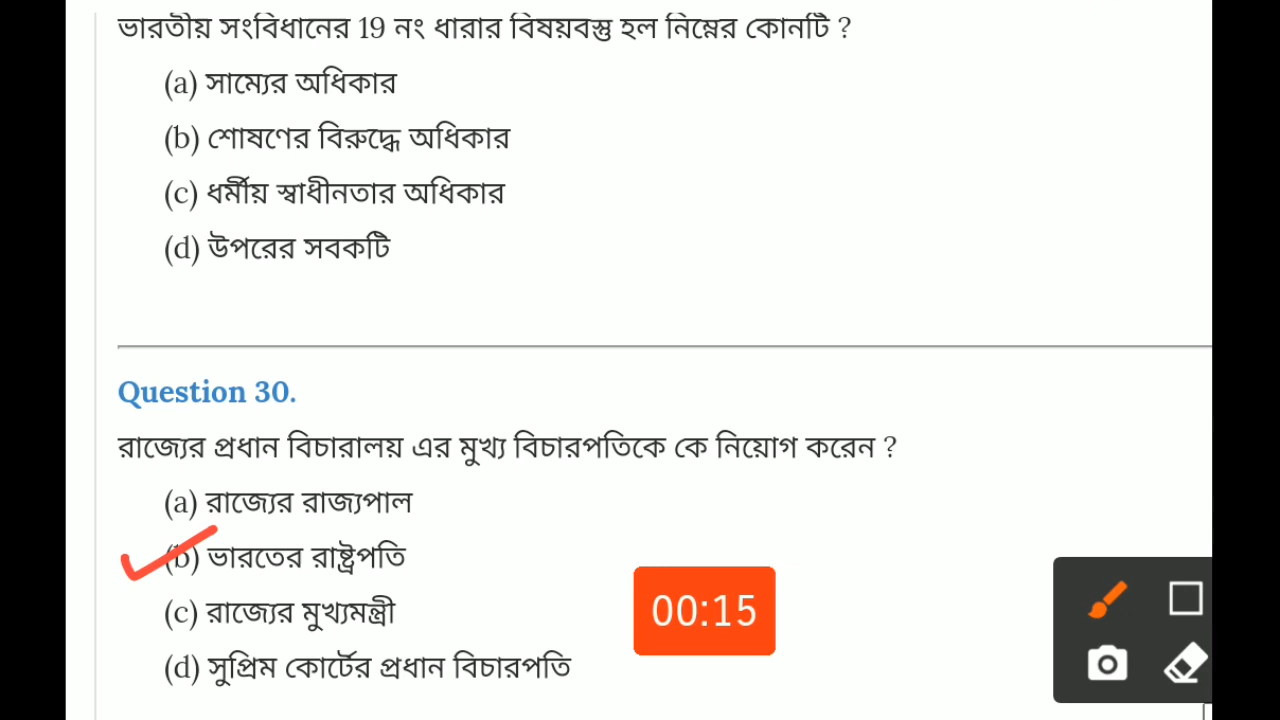 ভারতীয় সংবিধানের 19 নং ধারার বিষয়বস্তু হল নিম্নের কোনটি ?
(a) সাম্যের অধিকার
(b) শোষণের বিরুদ্ধে অধিকার
(c) ধর্মীয় স্বাধীনতার অধিকার
(d) উপরের সবকটি
Question 30.
রাজ্যের প্রধান বিচারালয় এর মুখ্য বিচারপতিকে কে নিয়োগ করেন ?
(a) রাজ্যের রাজ্যপাল
(b) ভারতের রাষ্ট্রপতি
(c) রাজ্যের মুখ্যমন্ত্রী
(d) সুপ্রিম কোর্টের প্রধান বিচারপতি
00:15